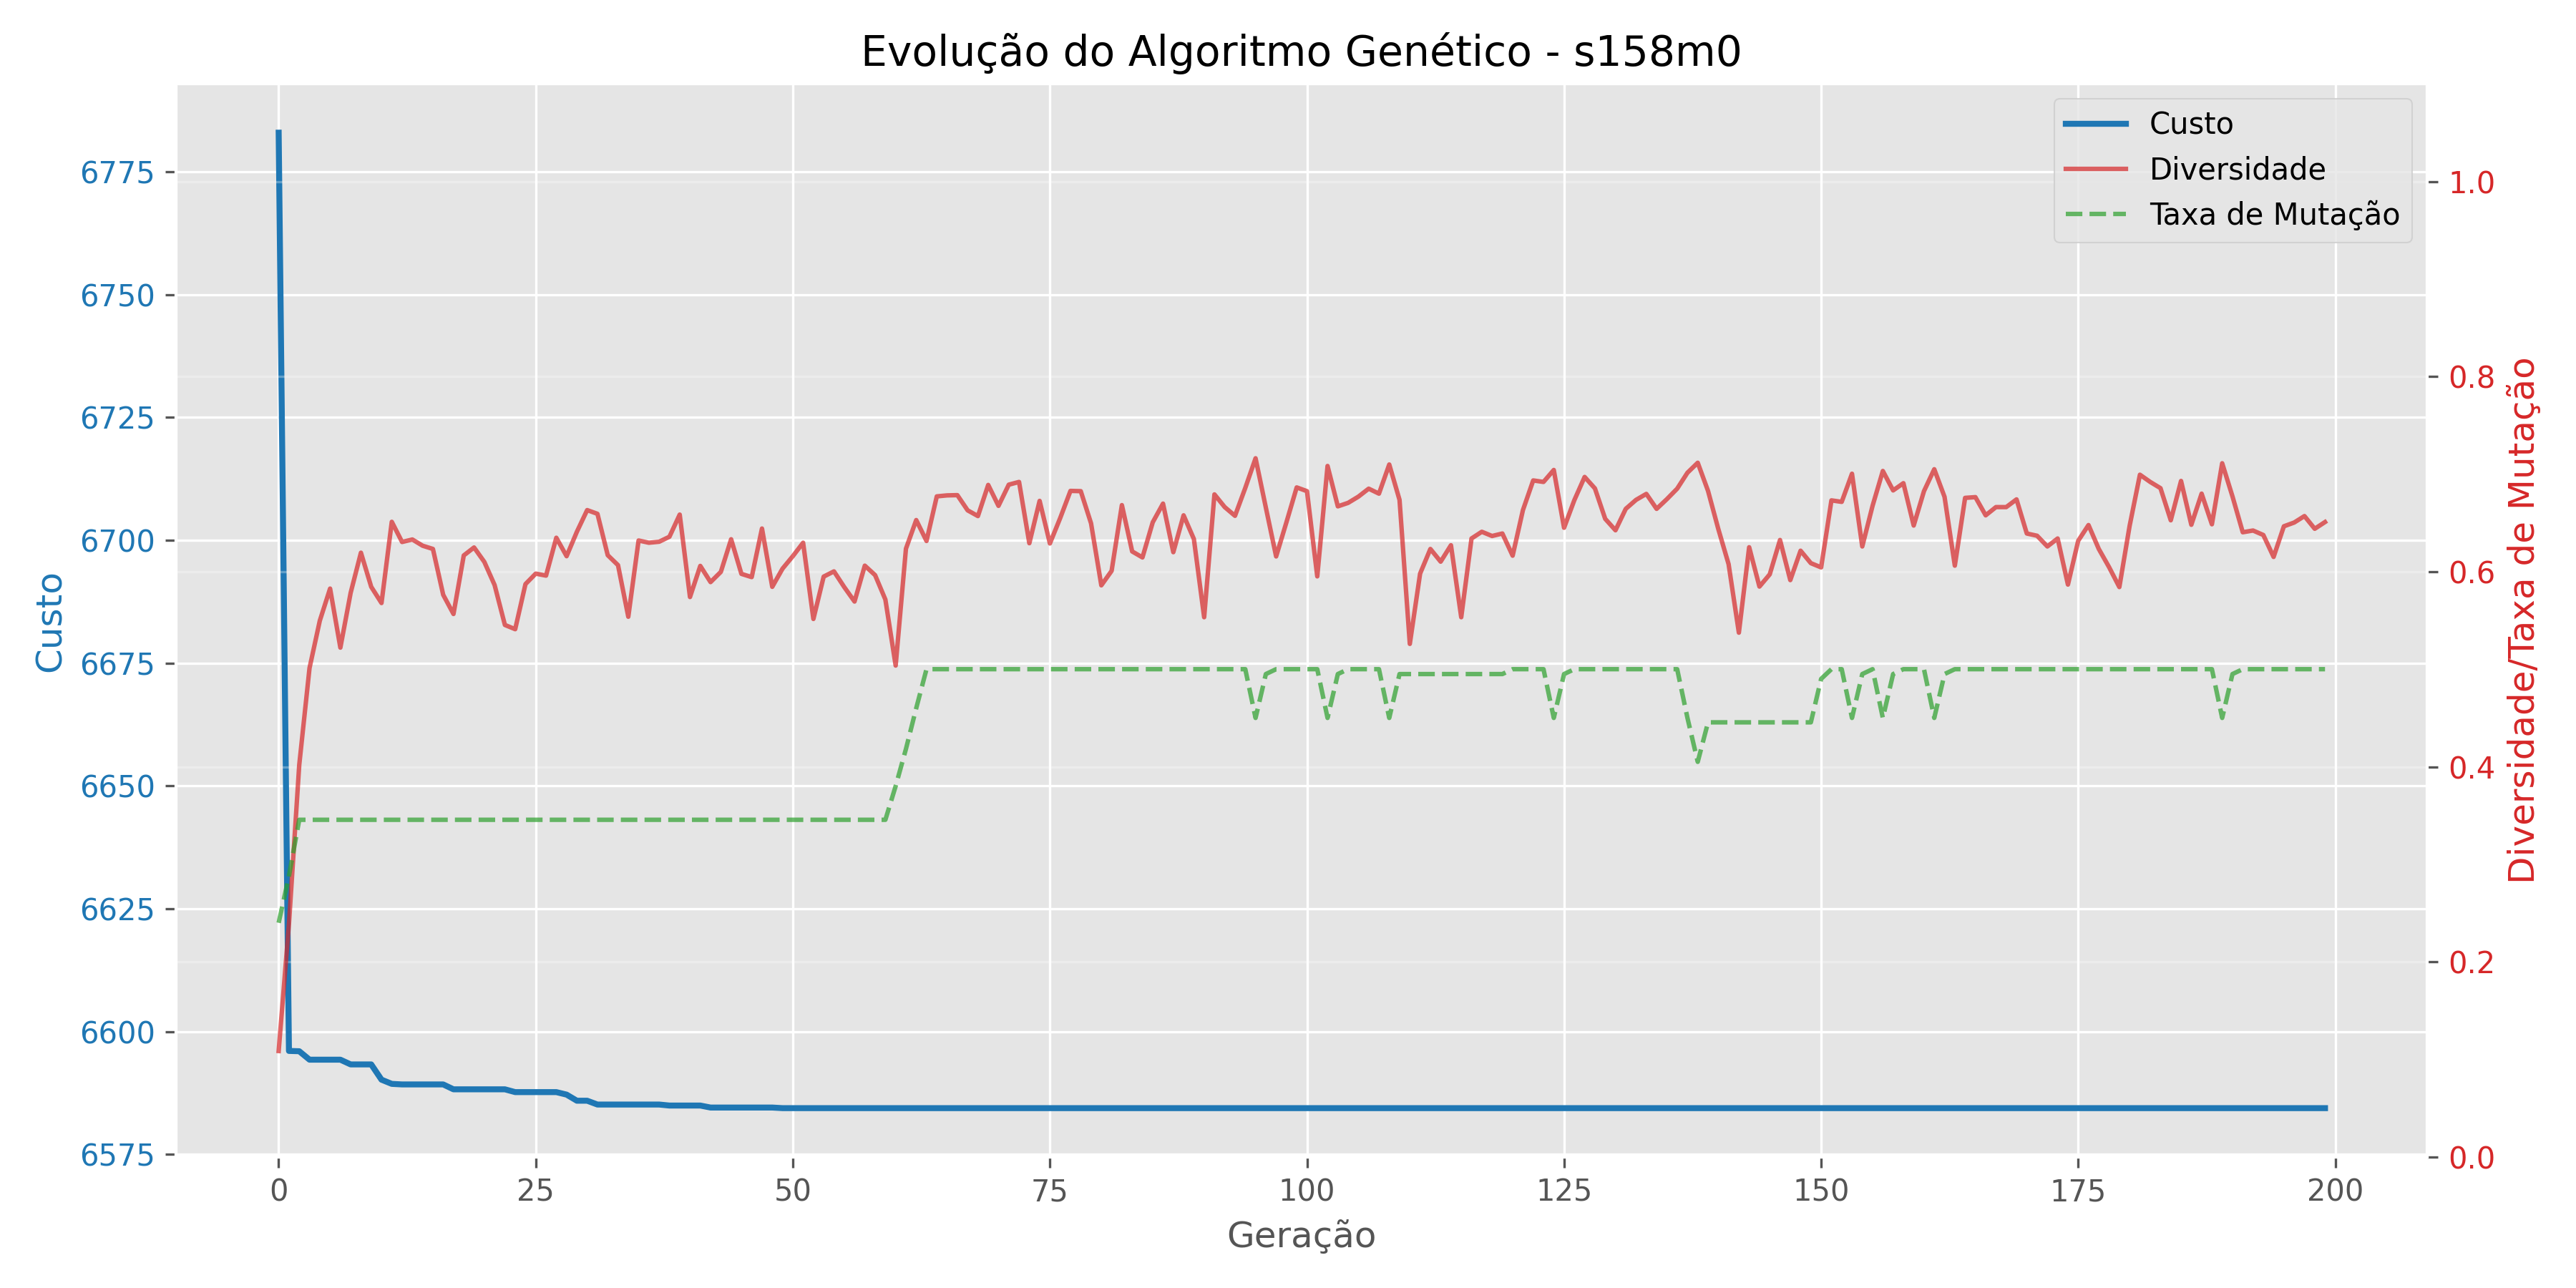 Evolução do Algoritmo Genético - s158m0
Custo
Diversidade
Taxa de Mutação
6775
6750
6725
6700
6675
6650
6625
6600
6575
Custo
1.0
0.8
0.6
0.4
0.2
0.0
Diversidade/Taxa de Mutação
0 25 50 75 100 125 150 175 200
Geração